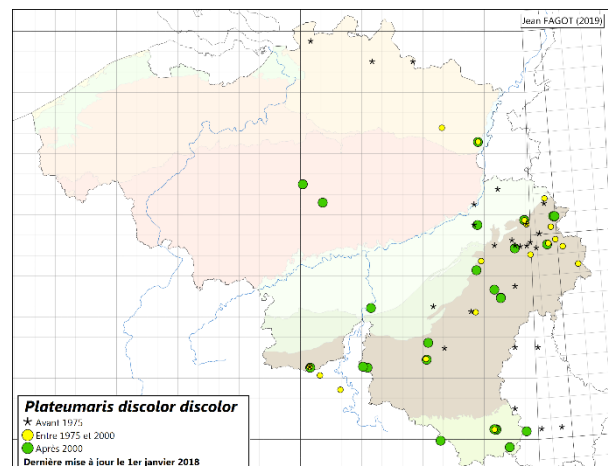 Jean FAGOT (2019)
Plateumaris discolor discolor
Avant 1975
Entre 1975 et 2000
Après 2000
Dernière mise à jour le 1er janvier 2018